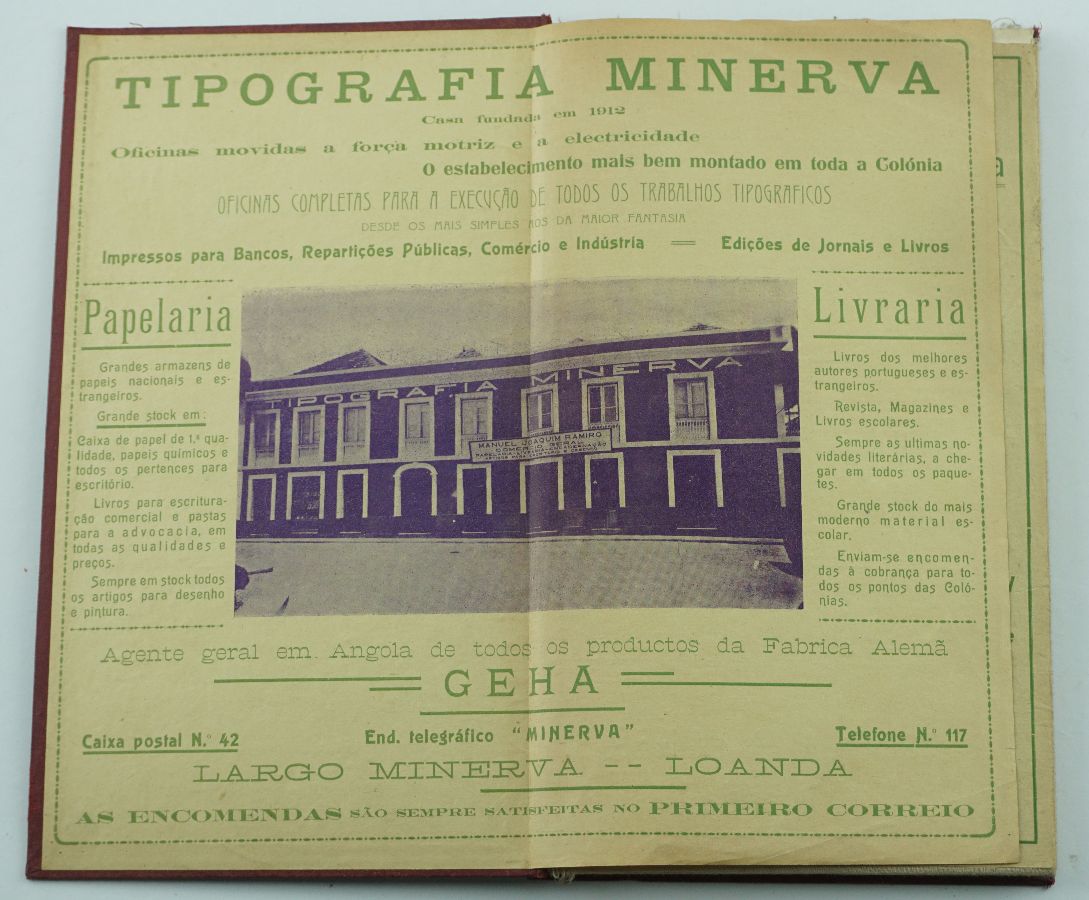 TIPOGRAFIA MINERVA
Casa fundada em 1912
Oficinas movidas a força motriz e a electricidade
O estabelecimento mais bem montado em toda a Colónia
OFICINAS COMPLETAS PARA A EXECUÇÃO DE TODOS OS TRABALHOS TIPOGRAFICOS
DESDE OS MAIS SIMPLES AOS DA MAIOR FANTASIA
Impressos para Bancos, Repartições Públicas, Comércio e Indústria = Edições de Jornais e Livros
Papelaria
Grandes armazens de
papeis nacionais e es-
trangeiros.
Grande stock em:
Caixa de papel de 1.ª qua-
lidade, papeis químicos e
todos os pertences para
escritório.
Livros para escritura-
ção comercial e pastas
para a advocacia, em
todas as qualidades e
preços.
Sempre em stock todos
os artigos para desenho
e pintura.
TIPOGRAFIA MINERVA
MANUEL JOAQUIM RAMIRO
COMERCIO GERAL
Livraria
Livros dos melhores
autores portugueses e es-
trangeiros.
Revista, Magazines e
Livros escolares.
Sempre as ultimas no-
vidades literárias, a che-
gar em todos os paque-
tes.
Grande stock do mais
moderno material es-
colar.
Enviam-se encomen-
das à cobrança para to-
dos os pontos das Coló-
nias.
Agente geral em Angola de todos os productos da Fabrica Alemã
GEHA
Caixa postal N.º 42 End. telegráfico "MINERVA" Telefone N.º 117
LARGO MINERVA -- LOANDA
AS ENCOMENDAS SÃO SEMPRE SATISFEITAS NO PRIMEIRO CORREIO